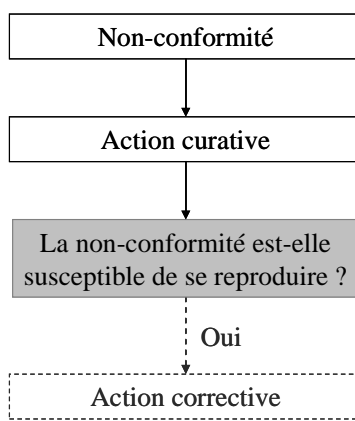 Non-conformité
Action curative
La non-conformité est-elle
susceptible de se reproduire ?
Oui
Action corrective